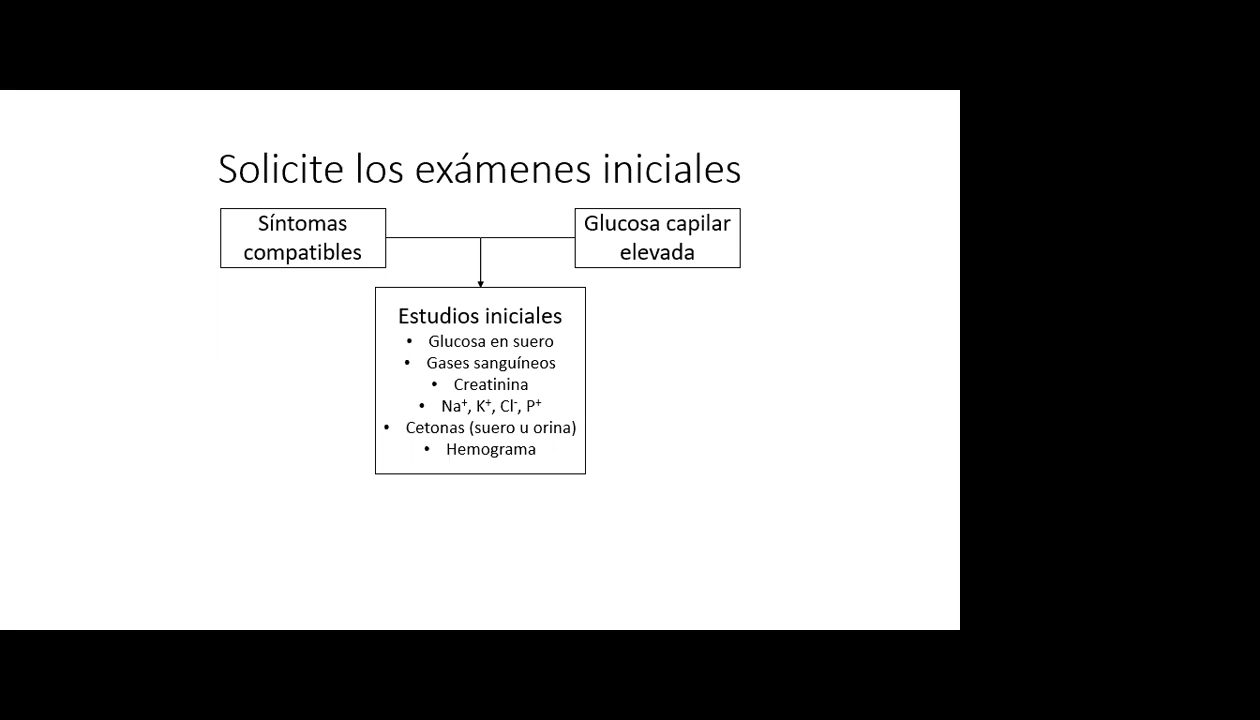 Solicite los exámenes iniciales
Síntomas
compatibles
Glucosa capilar
elevada
Estudios iniciales
• Glucosa en suero
• Gases sanguíneos
• Creatinina
• Na⁺, K⁺, Cl⁻, P⁺
• Cetonas (suero u orina)
• Hemograma